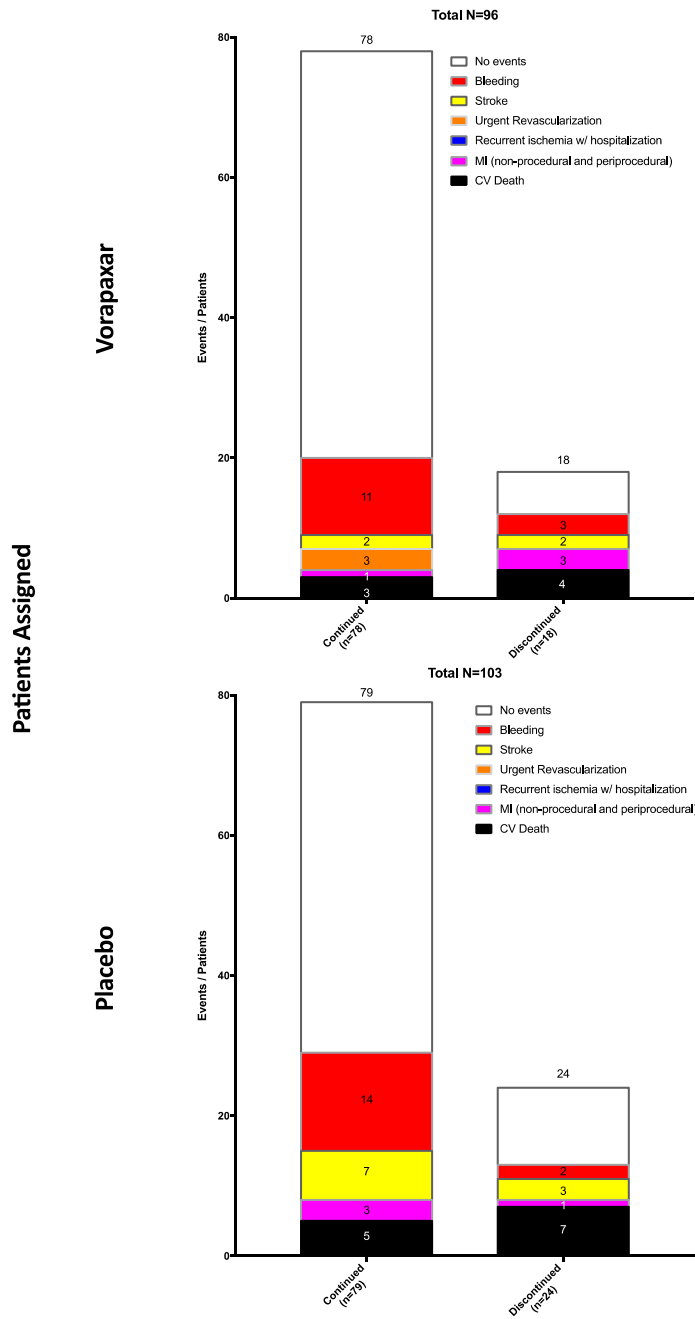 Patients Assigned
Vorapaxar
Total N=96
Events / Patients
80
60
40
20
0
78
11
2
3
1
3
18
3
2
3
4
No events
Bleeding
Stroke
Urgent Revascularization
Recurrent ischemia w/ hospitalization
MI (non-procedural and periprocedural)
CV Death
Continued
(n=78)
Discontinued
(n=18)
Placebo
Total N=103
Events / Patients
80
60
40
20
0
79
14
7
3
5
24
2
3
1
7
No events
Bleeding
Stroke
Urgent Revascularization
Recurrent ischemia w/ hospitalization
MI (non-procedural and periprocedural)
CV Death
Continued
(n=79)
Discontinued
(n=24)